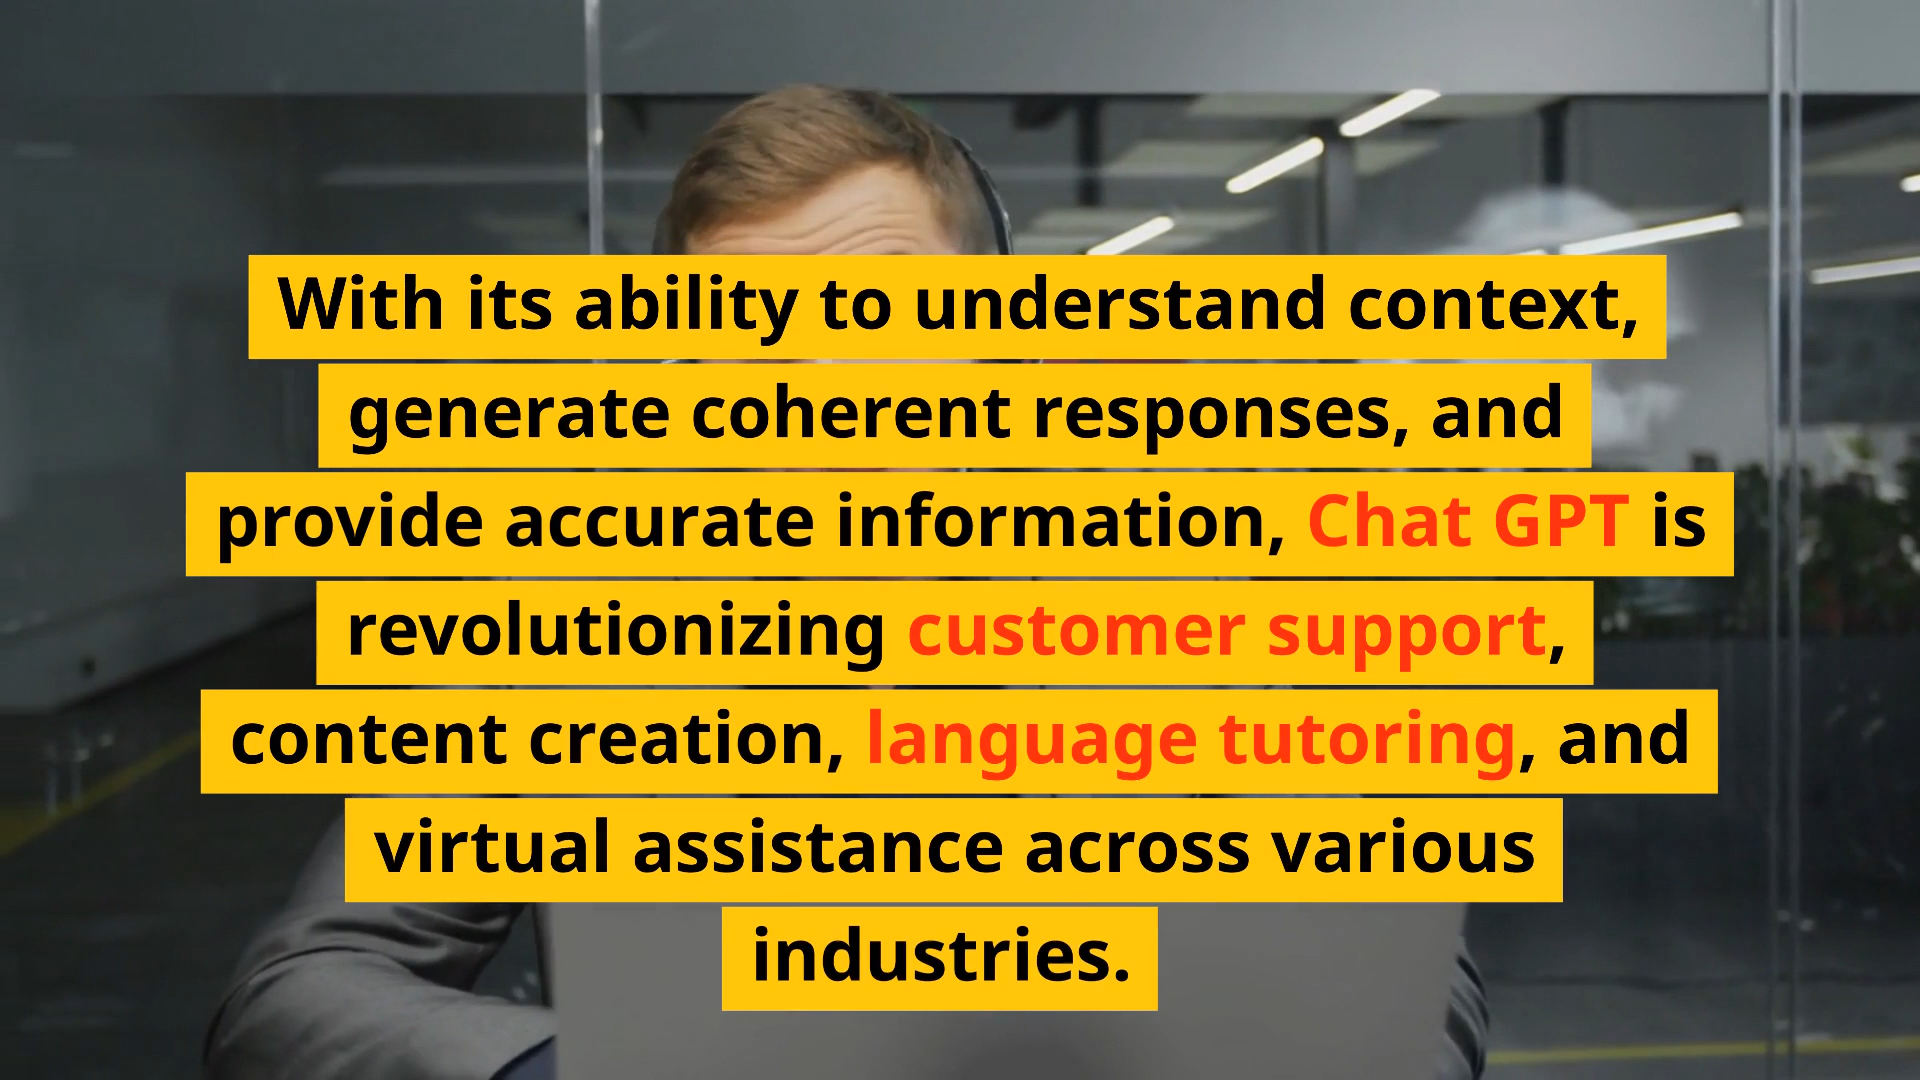 With its ability to understand context,
generate coherent responses, and
provide accurate information, Chat GPT is
revolutionizing customer support,
content creation, language tutoring, and
virtual assistance across various
industries.